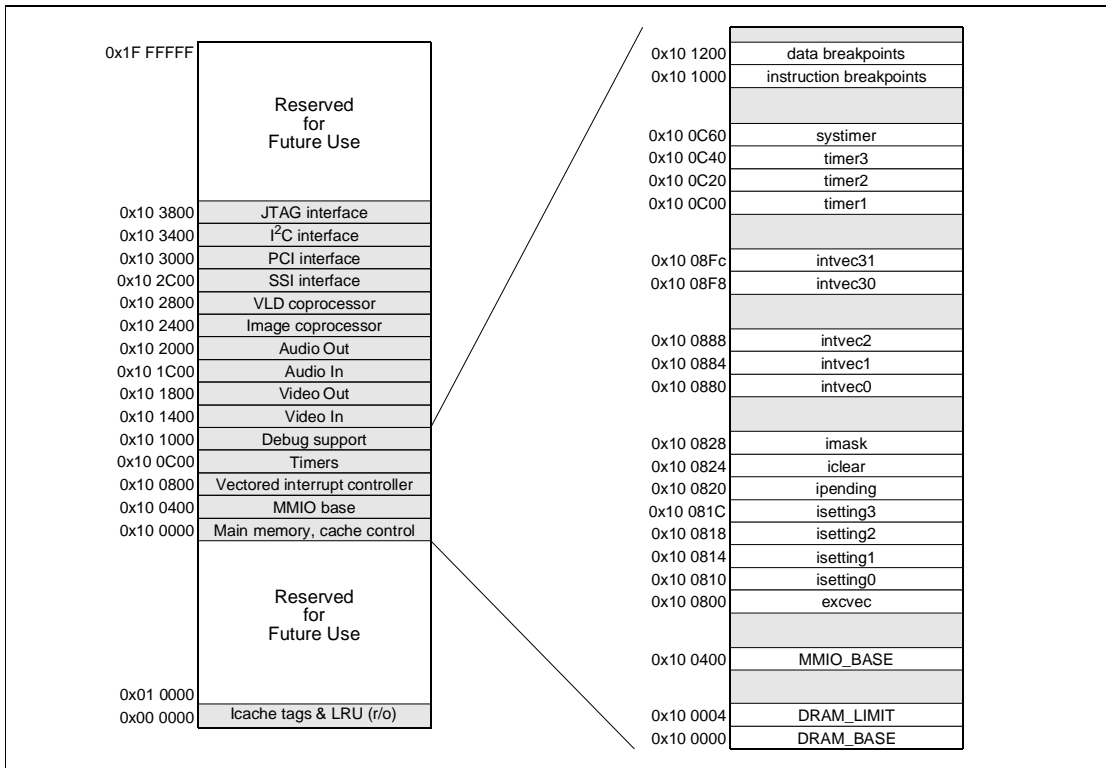 0x1F FFFFF
Reserved
for
Future Use
0x10 3800 JTAG interface
0x10 3400 I2C interface
0x10 3000 PCI interface
0x10 2C00 SSI interface
0x10 2800 VLD coprocessor
0x10 2400 Image coprocessor
0x10 2000 Audio Out
0x10 1C00 Audio In
0x10 1800 Video Out
0x10 1400 Video In
0x10 1000 Debug support
0x10 0C00 Timers
0x10 0800 Vectored interrupt controller
0x10 0400 MMIO base
0x10 0000 Main memory, cache control
Reserved
for
Future Use
0x01 0000
0x00 0000 Icache tags & LRU (r/o)
0x10 1200 data breakpoints
0x10 1000 instruction breakpoints
0x10 0C60 systimer
0x10 0C40 timer3
0x10 0C20 timer2
0x10 0C00 timer1
0x10 08Fc intvec31
0x10 08F8 intvec30
0x10 0888 intvec2
0x10 0884 intvec1
0x10 0880 intvec0
0x10 0828 imask
0x10 0824 iclear
0x10 0820 ipending
0x10 081C isetting3
0x10 0818 isetting2
0x10 0814 isetting1
0x10 0810 isetting0
0x10 0800 excvec
0x10 0400 MMIO_BASE
0x10 0004 DRAM_LIMIT
0x10 0000 DRAM_BASE